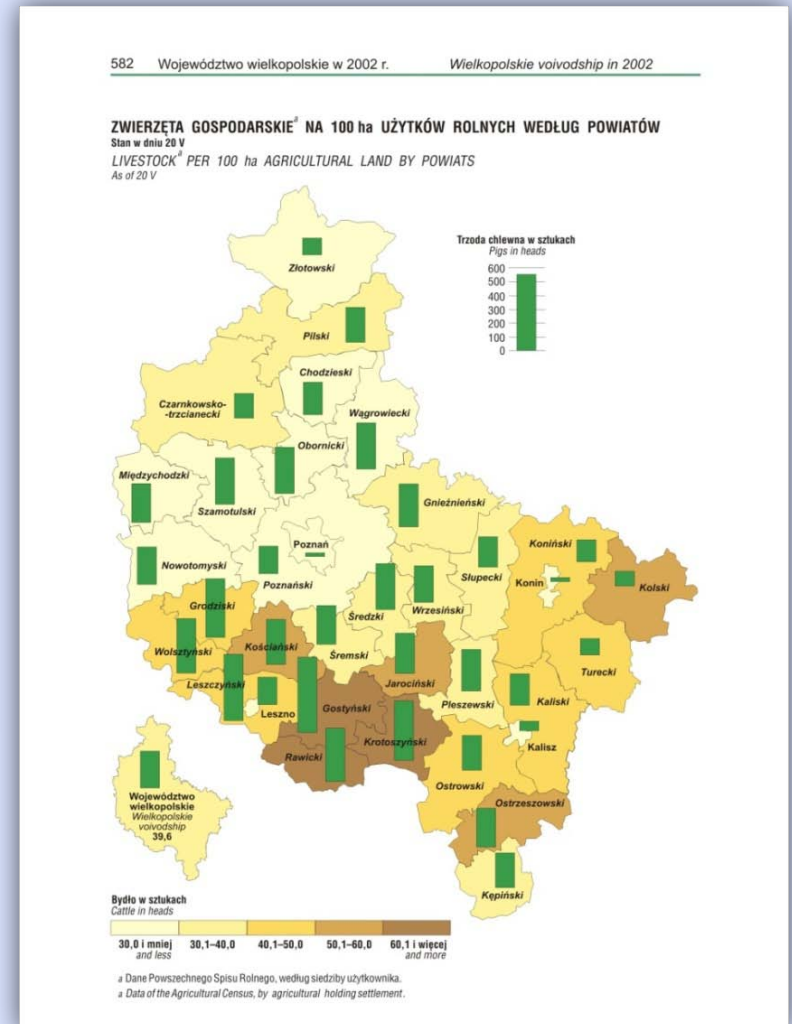 582 Województwo wielkopolskie w 2002 r. Wielkopolskie voivodship in 2002
ZWIERZĘTA GOSPODARSKIEᵃ NA 100 ha UŻYTKÓW ROLNYCH WEDŁUG POWIATÓW
Stan w dniu 20 V
LIVESTOCKᵃ PER 100 ha AGRICULTURAL LAND BY POWIATS
As of 20 V
Trzoda chlewna w sztukach
Pigs in heads
600
500
400
300
200
100
0
Złotowski
Pilski
Chodzieski
Czarnkowsko-
-trzcianecki
Wągrowiecki
Obornicki
Międzychodzki
Szamotulski
Gnieźnieński
Poznań
Koniński
Nowotomyski
Poznański
Słupecki
Konin
Kolski
Grodziski
Średzki
Wrzesiński
Wolsztyński
Kościański
Śremski
Turecki
Leszczyński
Jarociński
Leszno
Gostyński
Pleszewski
Kaliski
Krotoszyński
Kalisz
Rawicki
Ostrowski
Ostrzeszowski
Kępiński
Województwo
wielkopolskie
Wielkopolskie
voivodship
39,6
Bydło w sztukach
Cattle in heads
30,0 i mniej 30,1–40,0 40,1–50,0 50,1–60,0 60,1 i więcej
and less and more
a Dane Powszechnego Spisu Rolnego, według siedziby użytkownika.
a Data of the Agricultural Census, by agricultural holding settlement.